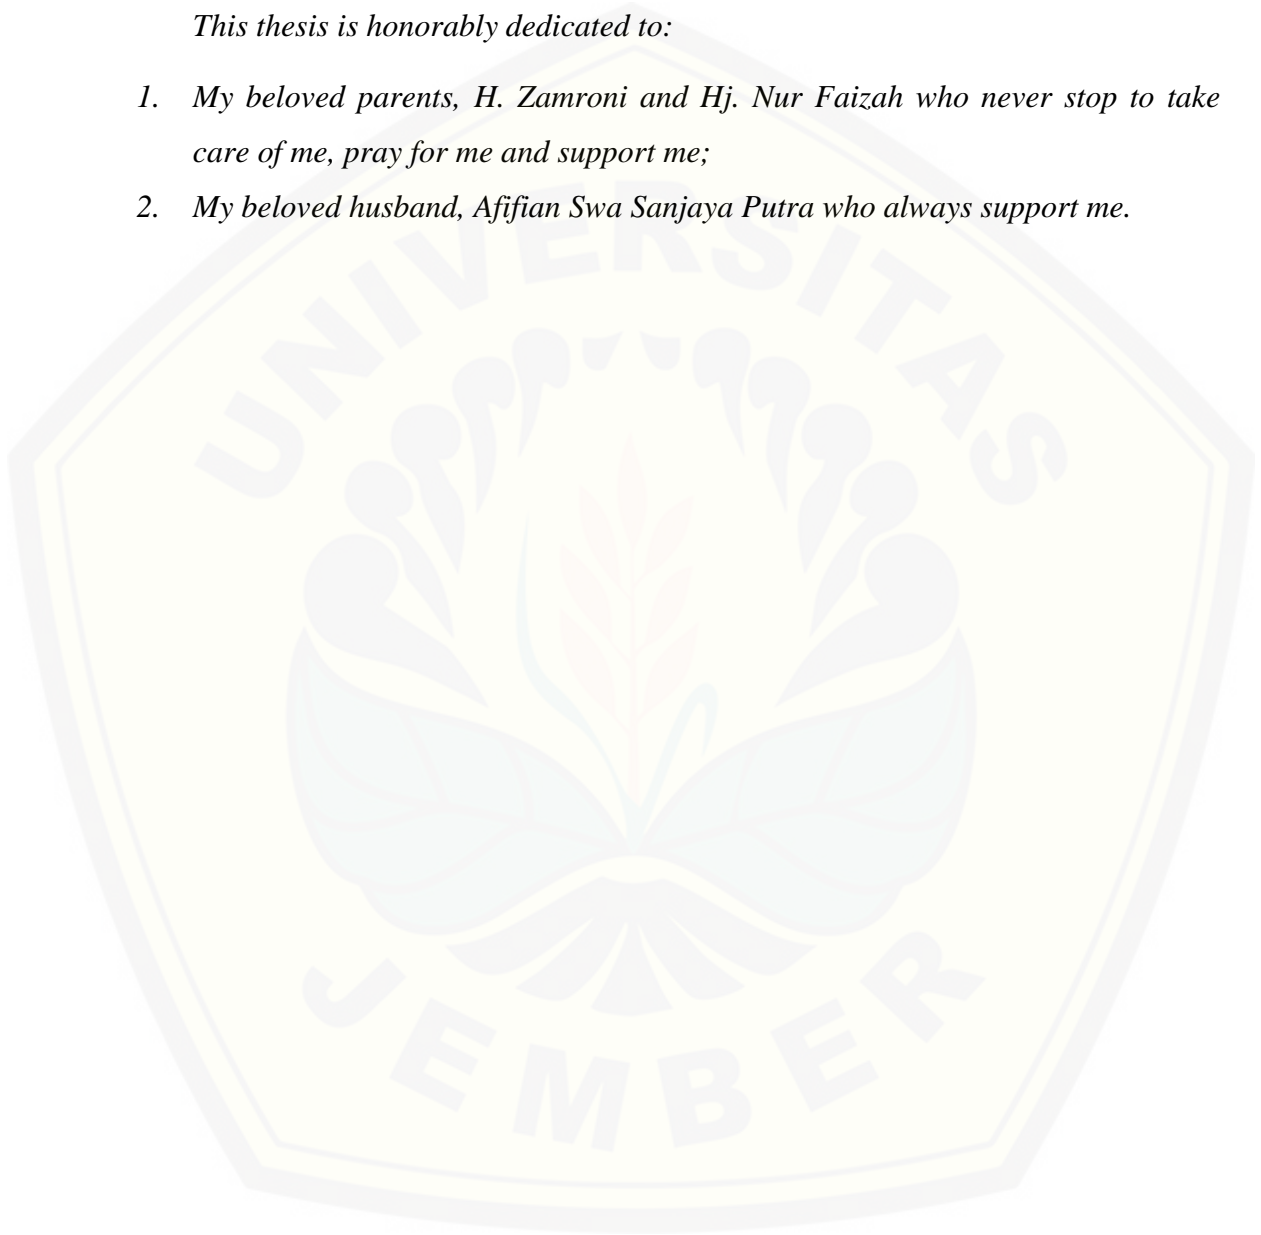 This thesis is honorably dedicated to:
1. My beloved parents, H. Zamroni and Hj. Nur Faizah who never stop to take
care of me, pray for me and support me;
2. My beloved husband, Afifian Swa Sanjaya Putra who always support me.
UNIVERSITAS
JEMBER